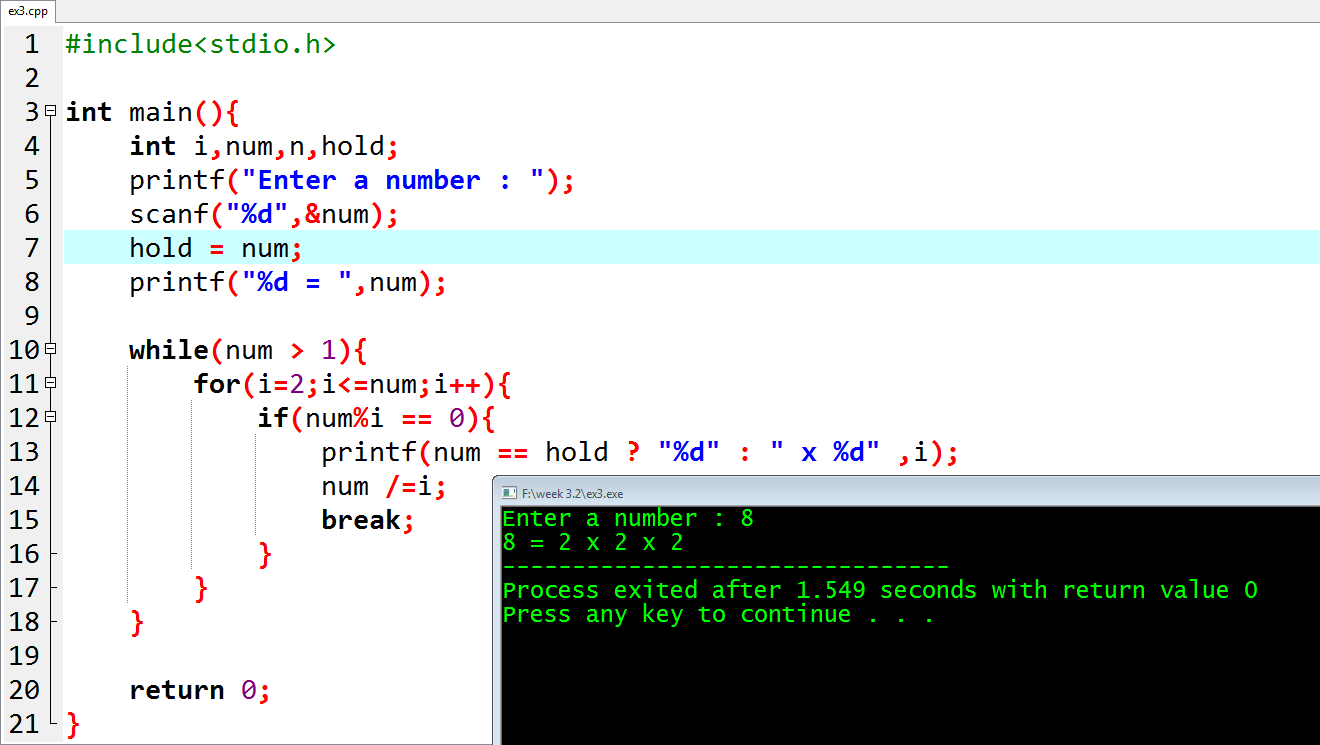 ex3.cpp
1 #include<stdio.h>
2
3 int main(){
4     int i,num,n,hold;
5     printf("Enter a number : ");
6     scanf("%d",&num);
7     hold = num;
8     printf("%d = ",num);
9
10     while(num > 1){
11         for(i=2;i<=num;i++){
12             if(num%i == 0){
13                 printf(num == hold ? "%d" : " x %d" ,i);
14                 num /=i;
15                 break;
16             }
17         }
18     }
19
20     return 0;
21 }
F:\week 3.2\ex3.exe
Enter a number : 8
8 = 2 x 2 x 2
--------------------------------
Process exited after 1.549 seconds with return value 0
Press any key to continue . . .